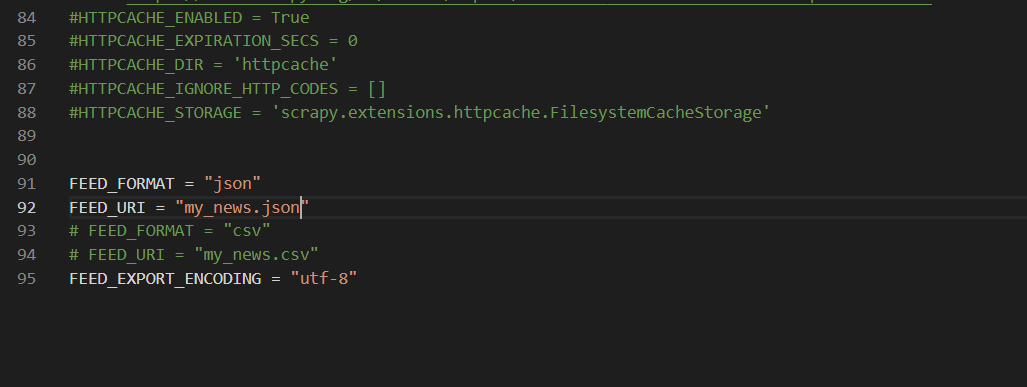 84 #HTTPCACHE_ENABLED = True
85 #HTTPCACHE_EXPIRATION_SECS = 0
86 #HTTPCACHE_DIR = 'httpcache'
87 #HTTPCACHE_IGNORE_HTTP_CODES = []
88 #HTTPCACHE_STORAGE = 'scrapy.extensions.httpcache.FilesystemCacheStorage'
89
90
91 FEED_FORMAT = "json"
92 FEED_URI = "my_news.json"
93 # FEED_FORMAT = "csv"
94 # FEED_URI = "my_news.csv"
95 FEED_EXPORT_ENCODING = "utf-8"